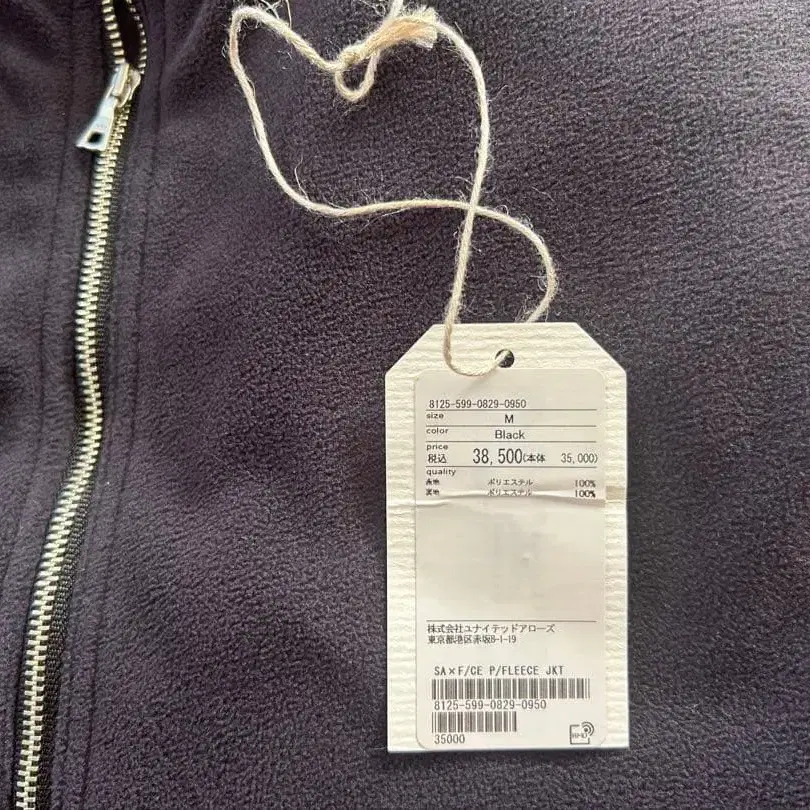 8125-599-0829-0950
size M
color Black
price
税込 38,500(本体 35,000)
quality
表地 ポリエステル 100%
裏地 ポリエステル 100%
株式会社ユナイテッドアローズ
東京都港区赤坂8-1-19
SA×F/CE P/FLEECE JKT
8125-599-0829-0950
35000
RFID